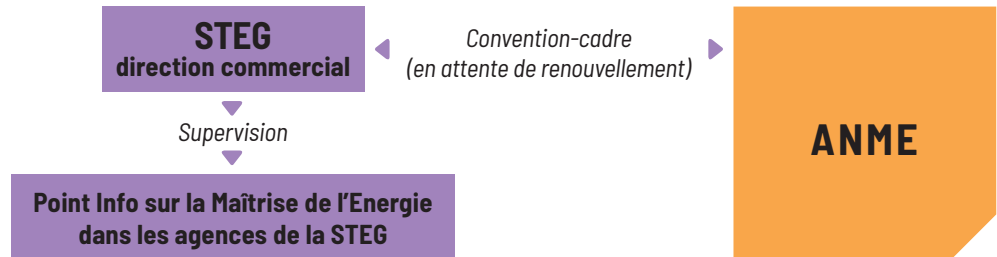 STEG
direction commercial
Convention-cadre
(en attente de renouvellement)
ANME
Supervision
Point Info sur la Maîtrise de l'Energie
dans les agences de la STEG